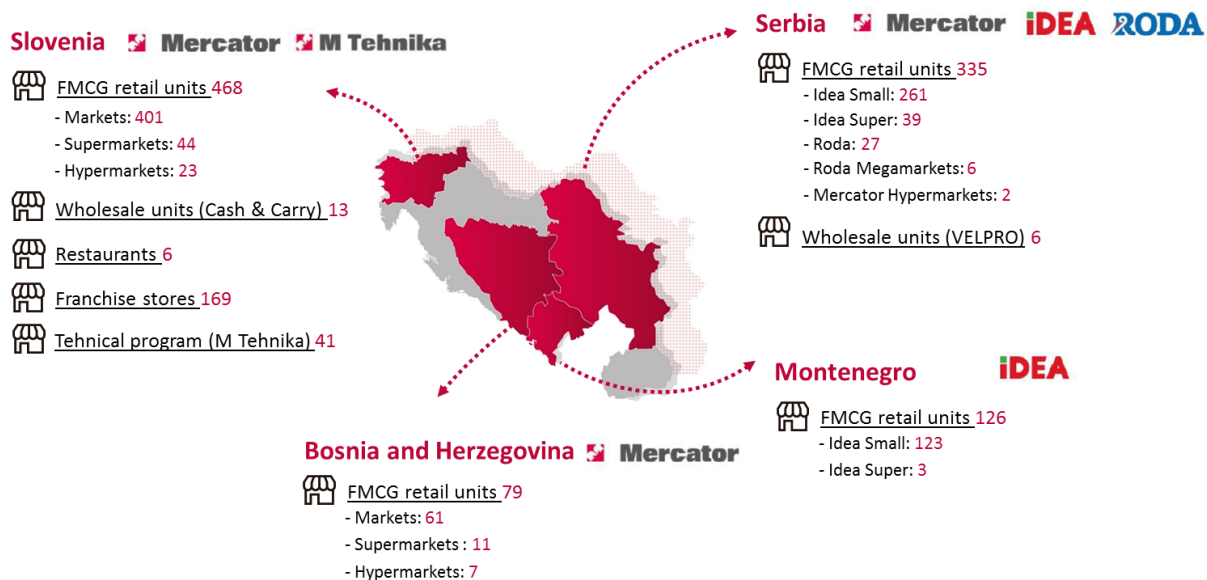 Slovenia Mercator M Tehnika
FMCG retail units 468
- Markets: 401
- Supermarkets: 44
- Hypermarkets: 23
Wholesale units (Cash & Carry) 13
Restaurants 6
Franchise stores 169
Tehnical program (M Tehnika) 41
Serbia Mercator iDEA RODA
FMCG retail units 335
- Idea Small: 261
- Idea Super: 39
- Roda: 27
- Roda Megamarkets: 6
- Mercator Hypermarkets: 2
Wholesale units (VELPRO) 6
Montenegro iDEA
FMCG retail units 126
- Idea Small: 123
- Idea Super: 3
Bosnia and Herzegovina Mercator
FMCG retail units 79
- Markets: 61
- Supermarkets : 11
- Hypermarkets: 7